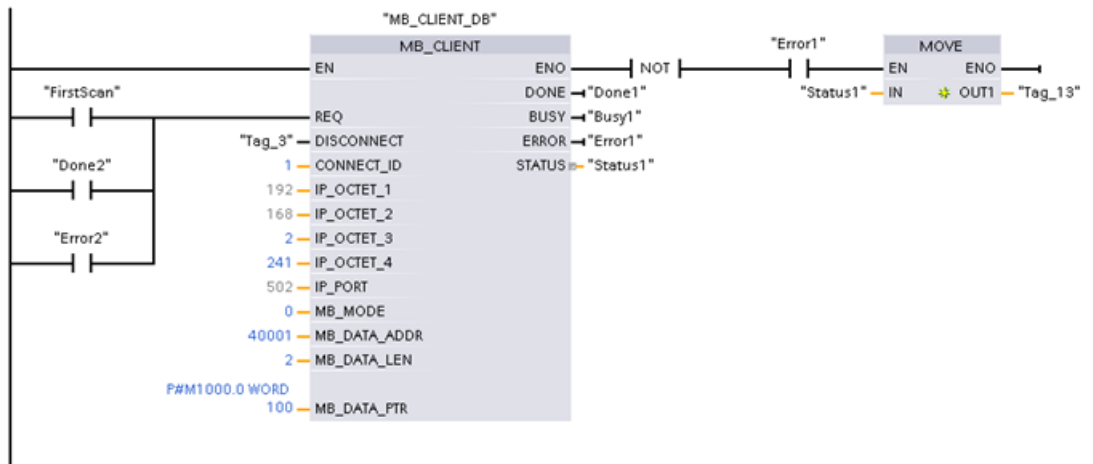 "MB_CLIENT_DB"
MB_CLIENT
"Error1"
MOVE
EN ENO
NOT
EN ENO
DONE "Done1"
"Status1" IN OUT1 "Tag_13"
"FirstScan"
REQ BUSY "Busy1"
"Tag_3" DISCONNECT ERROR "Error1"
"Done2"
1 CONNECT_ID STATUS "Status1"
192 IP_OCTET_1
168 IP_OCTET_2
"Error2"
2 IP_OCTET_3
241 IP_OCTET_4
502 IP_PORT
0 MB_MODE
40001 MB_DATA_ADDR
2 MB_DATA_LEN
P#M1000.0 WORD
100 MB_DATA_PTR